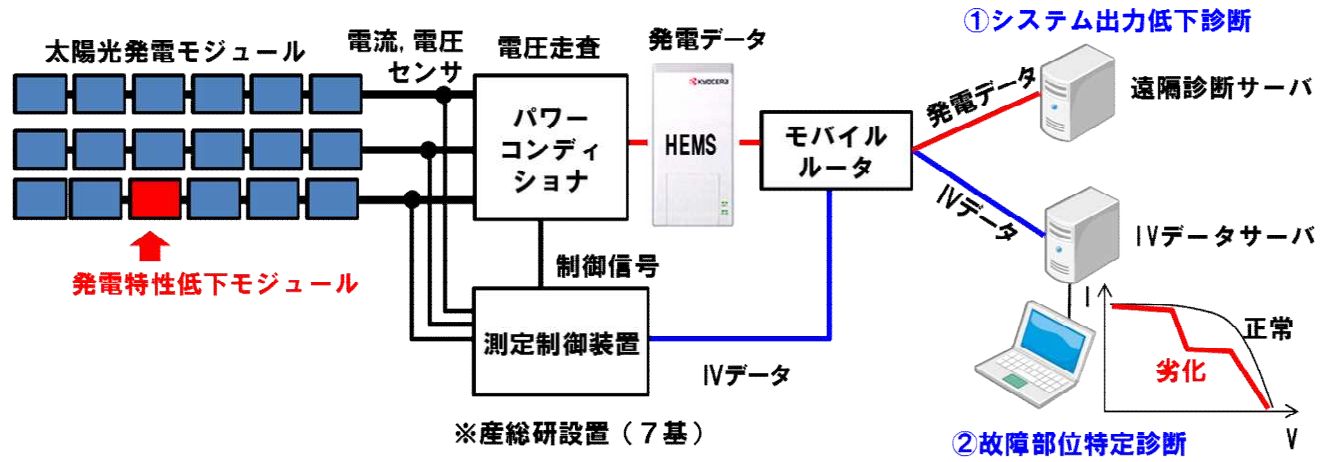 ①システム出力低下診断
太陽光発電モジュール
電流, 電圧
センサ
電圧走査
発電データ
KYOCERA
HEMS
パワー
コンディ
ショナ
モバイル
ルータ
発電データ
遠隔診断サーバ
IVデータ
IVデータサーバ
発電特性低下モジュール
制御信号
測定制御装置
IVデータ
※産総研設置（７基）
I
正常
劣化
V
②故障部位特定診断